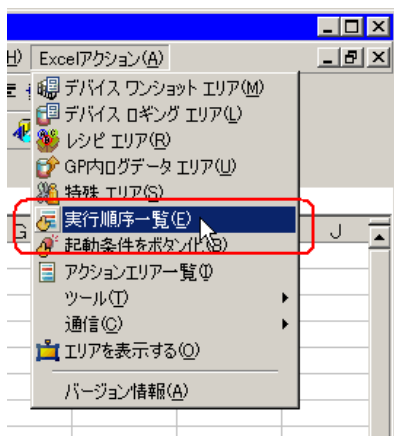 H) Excelアクション(A)
デバイス ワンショット エリア(M)
デバイス ロギング エリア(L)
レシピ エリア(R)
GP内ログデータ エリア(U)
特殊 エリア(S)
実行順序一覧(E)
起動条件をボタン化(B)
アクションエリア一覧(I)
ツール(T)
通信(C)
エリアを表示する(O)
バージョン情報(A)
G
J